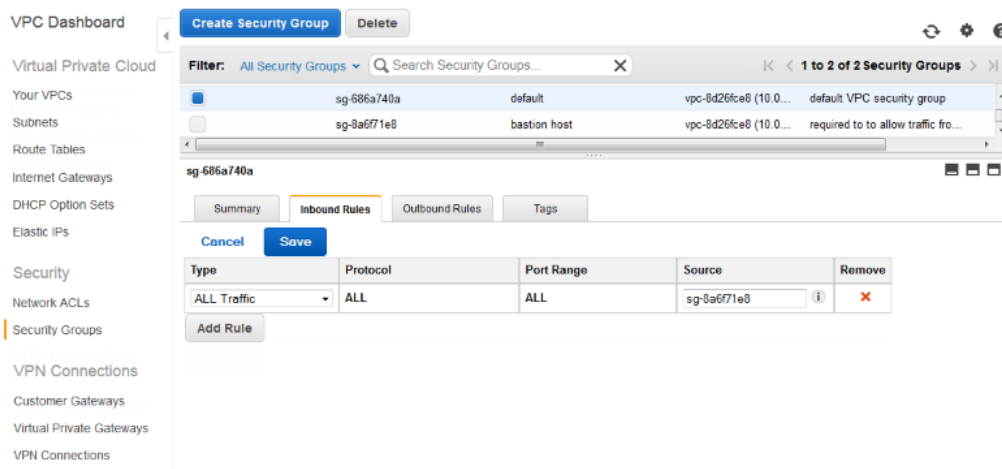 VPC Dashboard
Create Security Group Delete
Virtual Private Cloud
Filter: All Security Groups Search Security Groups... 1 to 2 of 2 Security Groups
Your VPCs
sg-686a740a default vpc-8d26fce8 (10.0... default VPC security group
Subnets
sg-8a6f71e8 bastion host vpc-8d26fce8 (10.0... required to to allow traffic fro...
Route Tables
Internet Gateways
sg-686a740a
DHCP Option Sets
Summary Inbound Rules Outbound Rules Tags
Elastic IPs
Cancel Save
Security
Type Protocol Port Range Source Remove
Network ACLs
ALL Traffic ALL ALL sg-8a6f71e8
Security Groups
Add Rule
VPN Connections
Customer Gateways
Virtual Private Gateways
VPN Connections